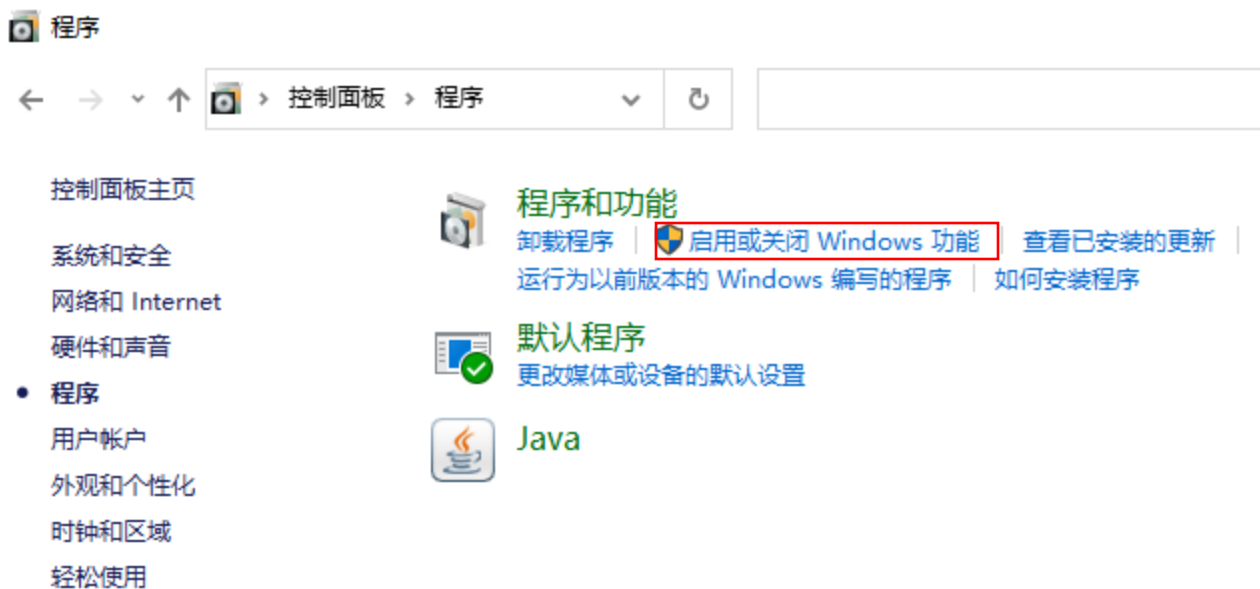 程序
控制面板 程序
控制面板主页
系统和安全
网络和 Internet
硬件和声音
程序
用户帐户
外观和个性化
时钟和区域
轻松使用
程序和功能
卸载程序 启用或关闭 Windows 功能 查看已安装的更新
运行为以前版本的 Windows 编写的程序 如何安装程序
默认程序
更改媒体或设备的默认设置
Java